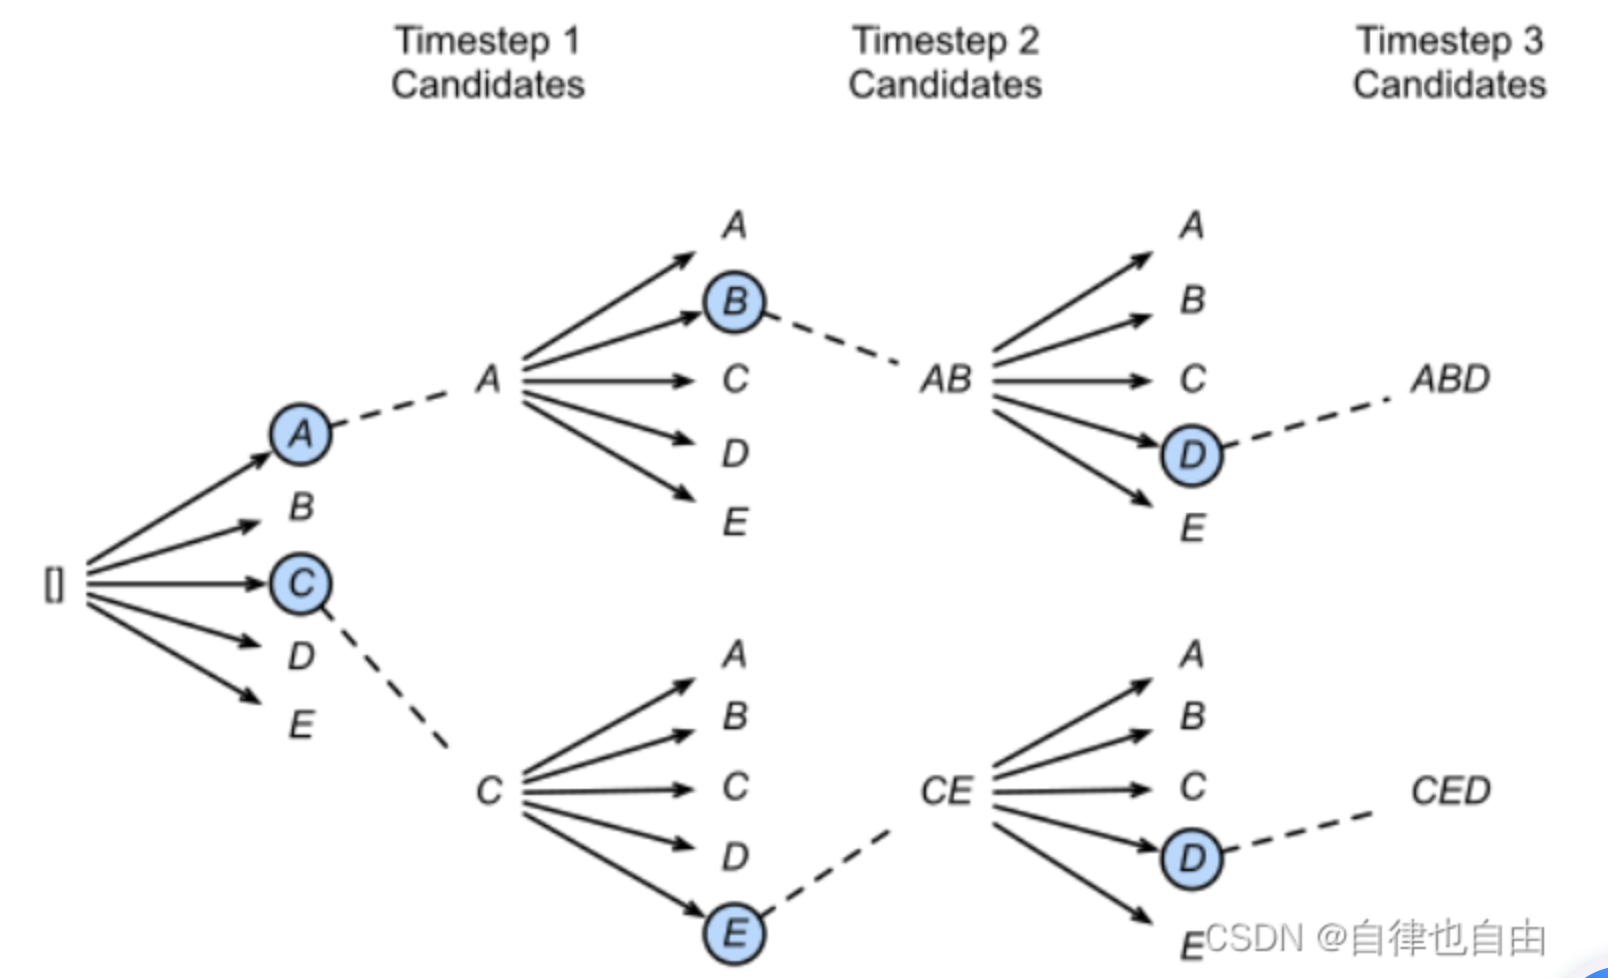 Timestep 1
Candidates
Timestep 2
Candidates
Timestep 3
Candidates
[]
A
B
C
D
E
A
A
B
C
D
E
AB
A
B
C
D
E
ABD
C
A
B
C
D
E
CE
A
B
C
D
E
CED
CSDN @自律也自由